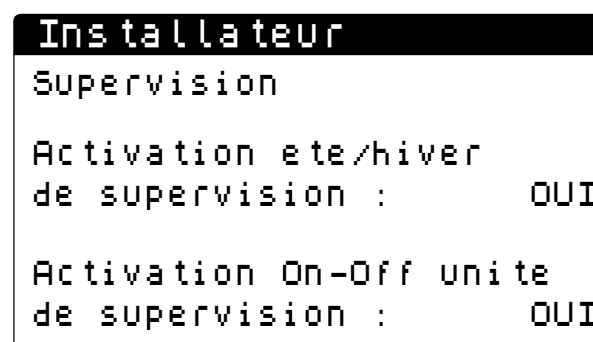 Installateur
Supervision
Activation ete/hiver
de supervision : OUI
Activation On-Off unite
de supervision : OUI